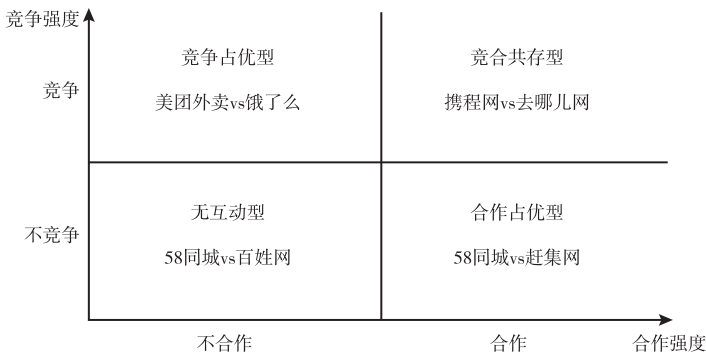 竞争强度
竞争占优型
竞合共存型
竞争
美团外卖vs饿了么
携程网vs去哪儿网
无互动型
合作占优型
不竞争
58同城vs百姓网
58同城vs赶集网
不合作
合作
合作强度